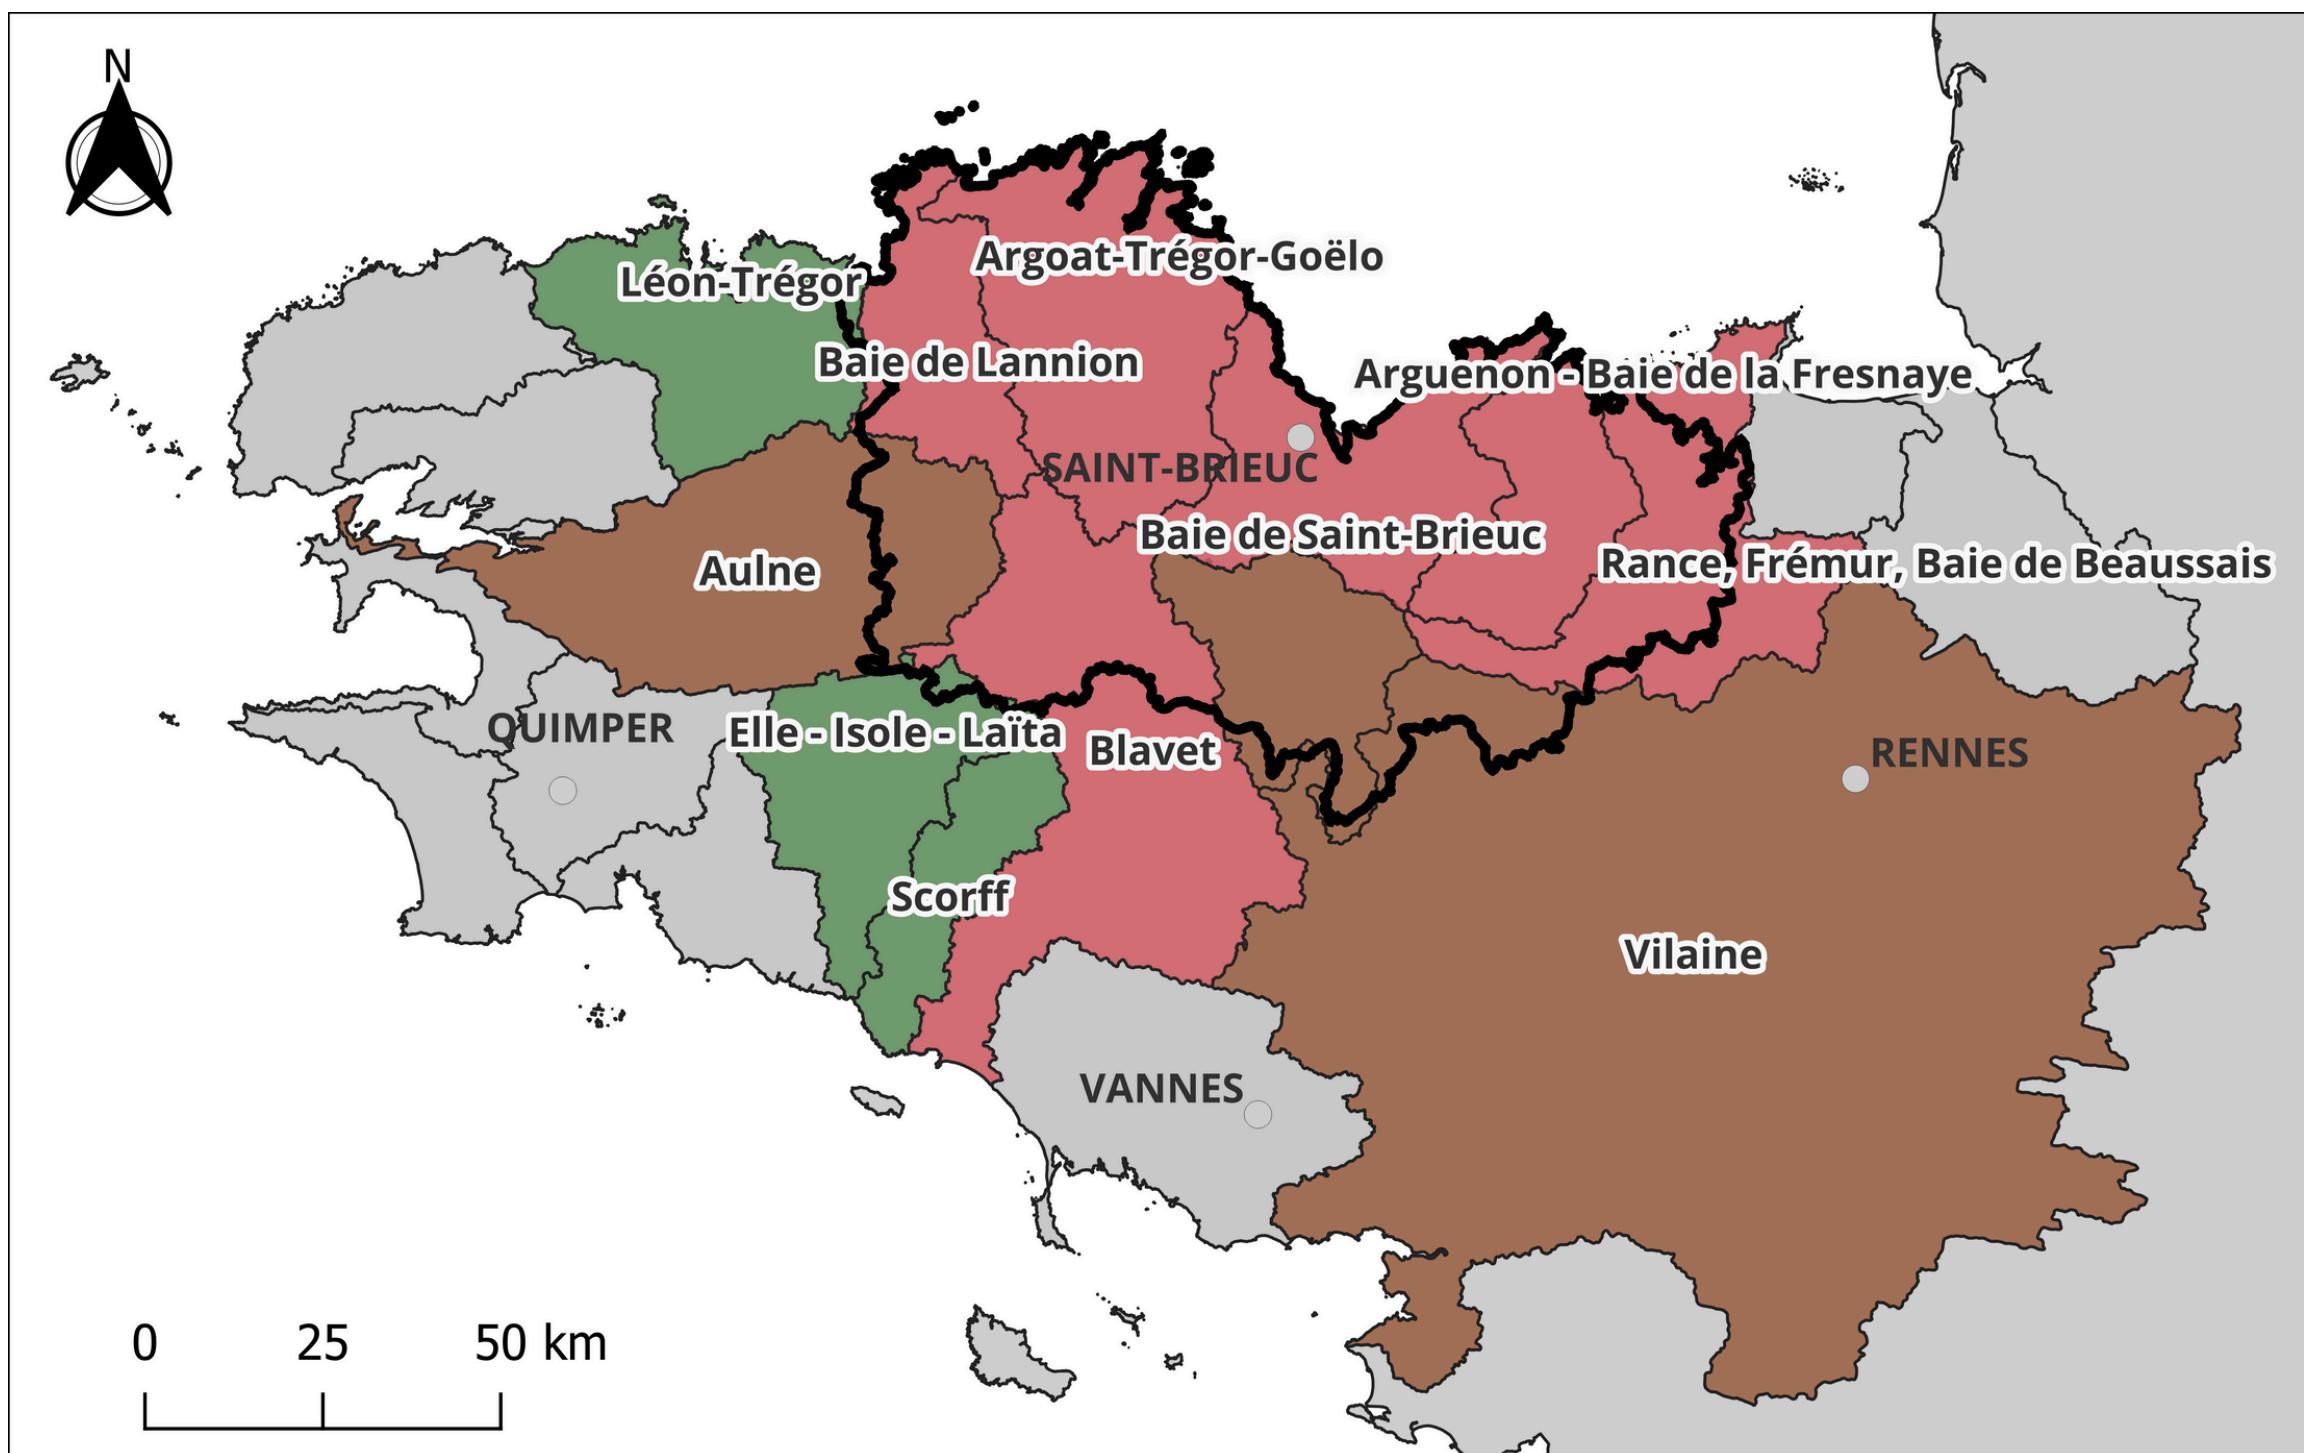 N
Argoat-Trégor-Goëlo
Léon-Trégor
Baie de Lannion
Arguenon - Baie de la Fresnaye
SAINT-BRIEUC
Baie de Saint-Brieuc
Rance, Frémur, Baie de Beaussais
Aulne
QUIMPER
Elle - Isole - Laïta
Blavet
RENNES
Scorff
Vilaine
VANNES
0 25 50 km